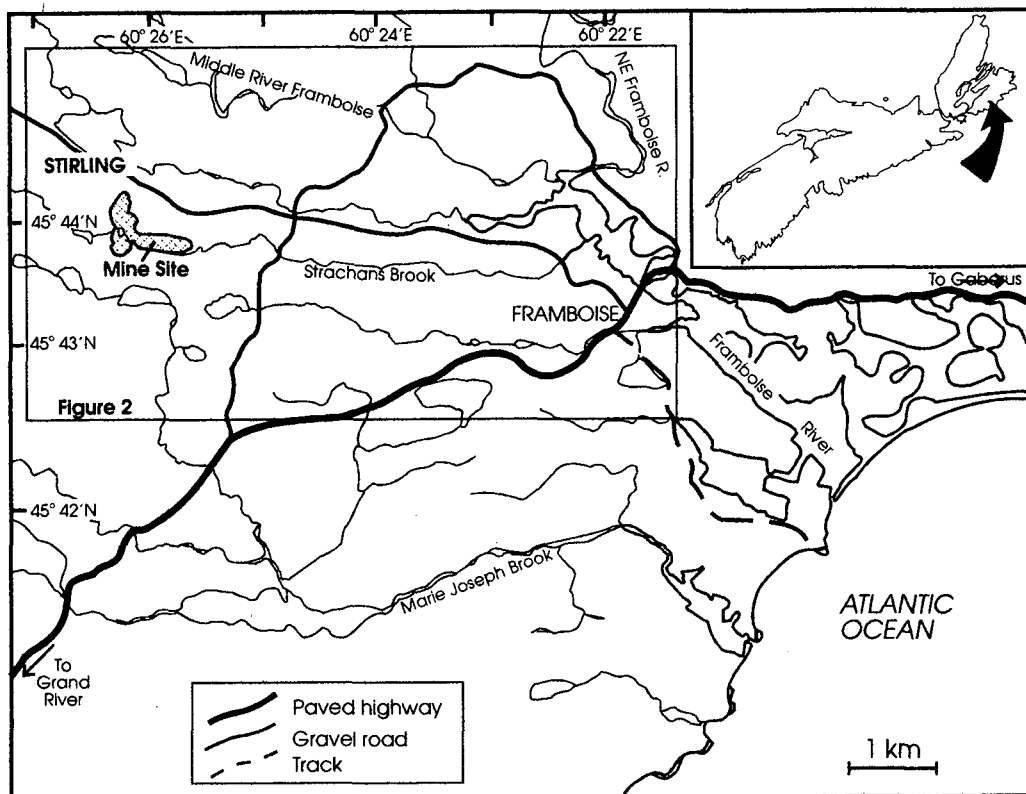 60° 26'E
60° 24'E
60° 22'E
Middle River Framboise
NE Framboise R.
STIRLING
45° 44'N
Mine Site
Strachans Brook
To Gabarus
FRAMBOISE
45° 43'N
Framboise
River
Figure 2
45° 42'N
Marie Joseph Brook
ATLANTIC
OCEAN
To
Grand
River
Paved highway
Gravel road
Track
1 km